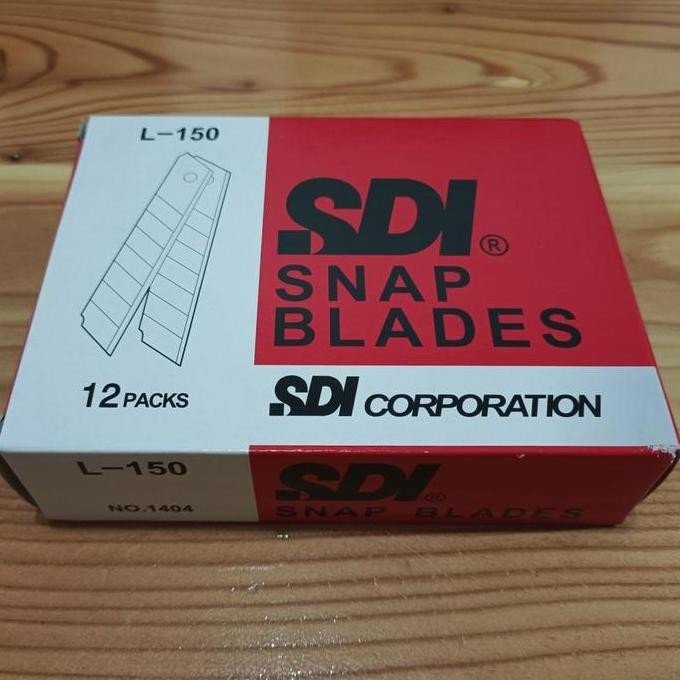 L-150
SDI®
SNAP
BLADES
12 PACKS
SDI CORPORATION
L-150
NO.1404
SDI®
SNAP BLADES